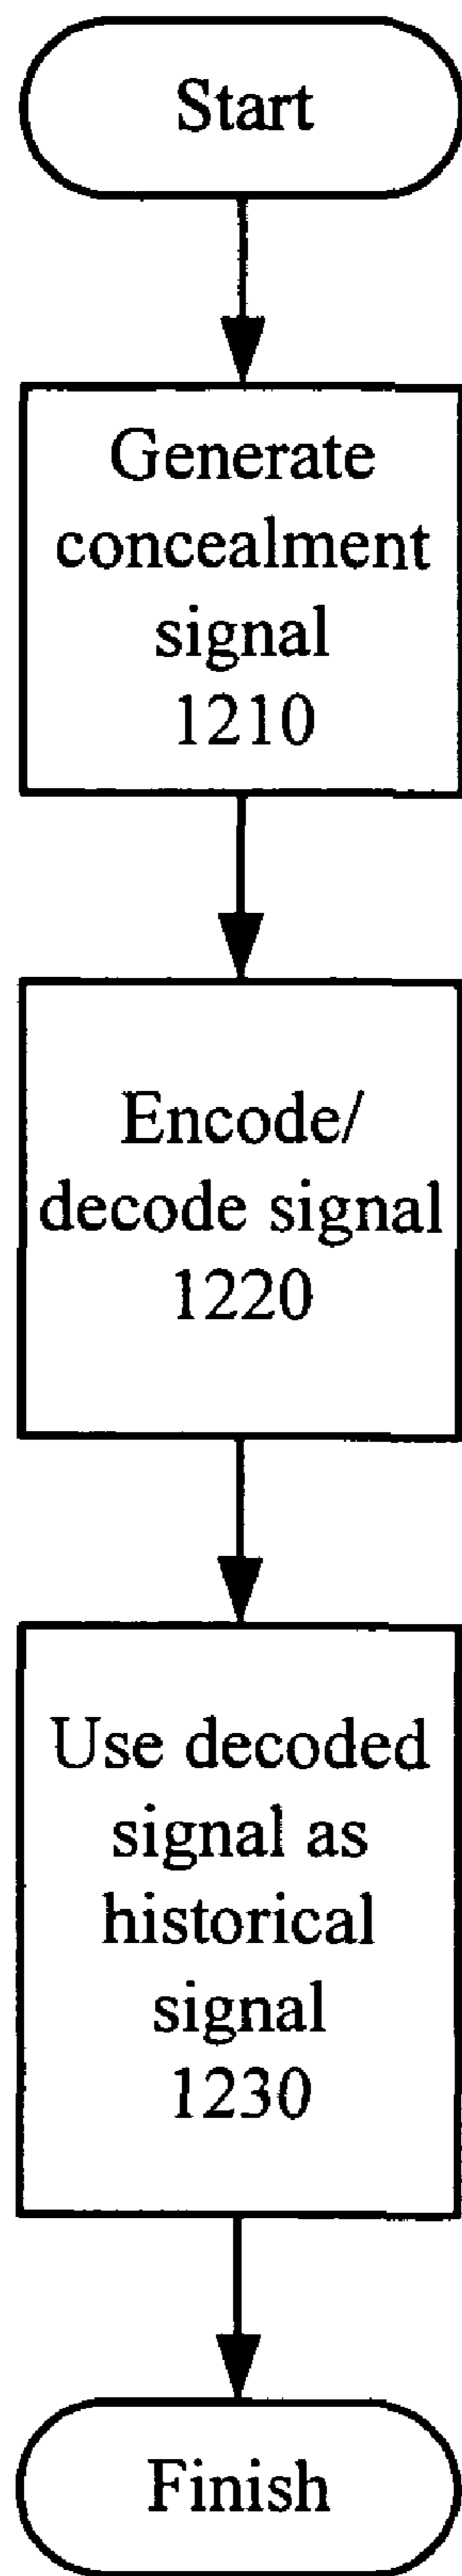 Start
Generate
concealment
signal
1210
Encode/
decode signal
1220
Use decoded
signal as
historical
signal
1230
Finish